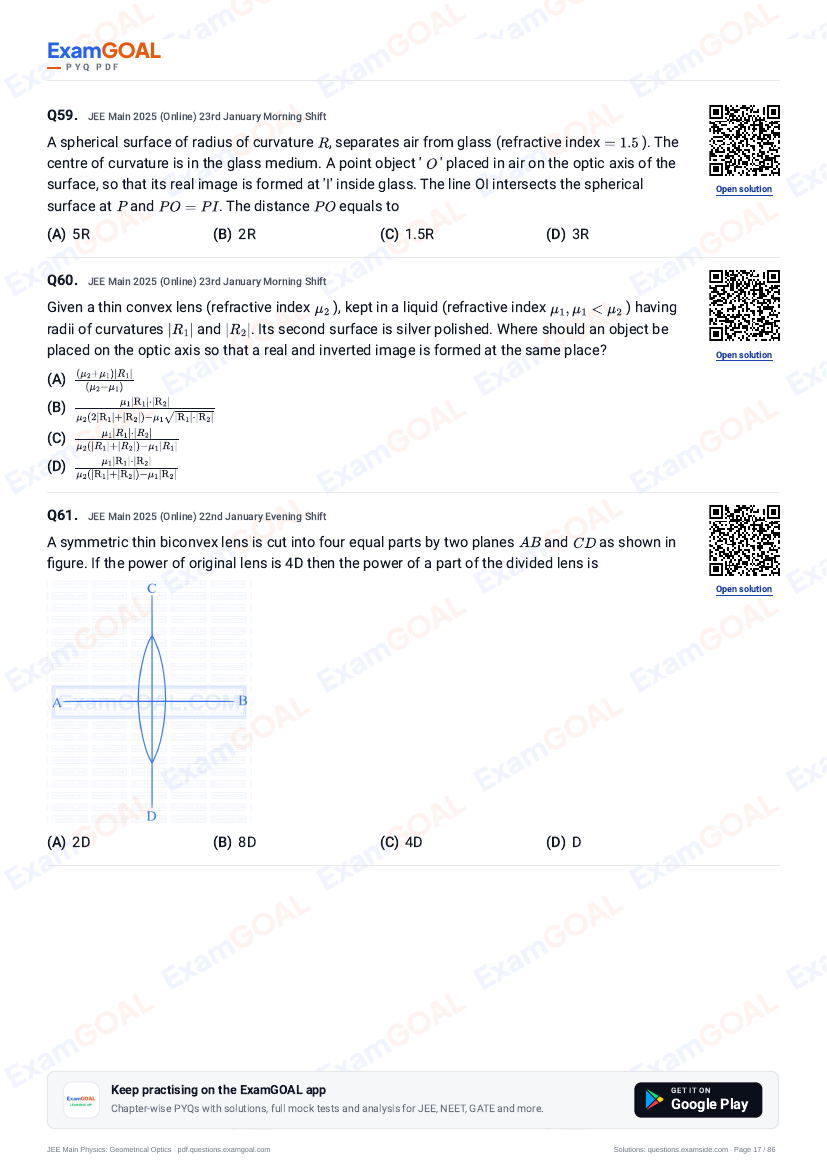 ExamGOAL
PYQ PDF
Q59. JEE Main 2025 (Online) 23rd January Morning Shift
A spherical surface of radius of curvature R, separates air from glass (refractive index = 1.5 ). The
centre of curvature is in the glass medium. A point object ' O ' placed in air on the optic axis of the
surface, so that its real image is formed at 'I' inside glass. The line OI intersects the spherical
surface at P and PO = PI. The distance PO equals to
Open solution
(A) 5R (B) 2R (C) 1.5R (D) 3R
Q60. JEE Main 2025 (Online) 23rd January Morning Shift
Given a thin convex lens (refractive index μ₂ ), kept in a liquid (refractive index μ₁, μ₁ < μ₂ ) having
radii of curvatures |R₁| and |R₂|. Its second surface is silver polished. Where should an object be
placed on the optic axis so that a real and inverted image is formed at the same place?
Open solution
(A) (μ₂+μ₁)|R₁| / (μ₂−μ₁)
(B) μ₁|R₁|·|R₂| / μ₂(2|R₁|+|R₂|)−μ₁√|R₁|·|R₂|
(C) μ₁|R₁|·|R₂| / μ₂(|R₁|+|R₂|)−μ₁|R₁|
(D) μ₁|R₁|·|R₂| / μ₂(|R₁|+|R₂|)−μ₁|R₂|
Q61. JEE Main 2025 (Online) 22nd January Evening Shift
A symmetric thin biconvex lens is cut into four equal parts by two planes AB and CD as shown in
figure. If the power of original lens is 4D then the power of a part of the divided lens is
Open solution
C
A ExamGOAL.COM B
D
(A) 2D (B) 8D (C) 4D (D) D
ExamGOAL
Keep practising on the ExamGOAL app
Chapter-wise PYQs with solutions, full mock tests and analysis for JEE, NEET, GATE and more.
GET IT ON
Google Play
JEE Main Physics: Geometrical Optics · pdf.questions.examgoal.com
Solutions: questions.examside.com · Page 17 / 86